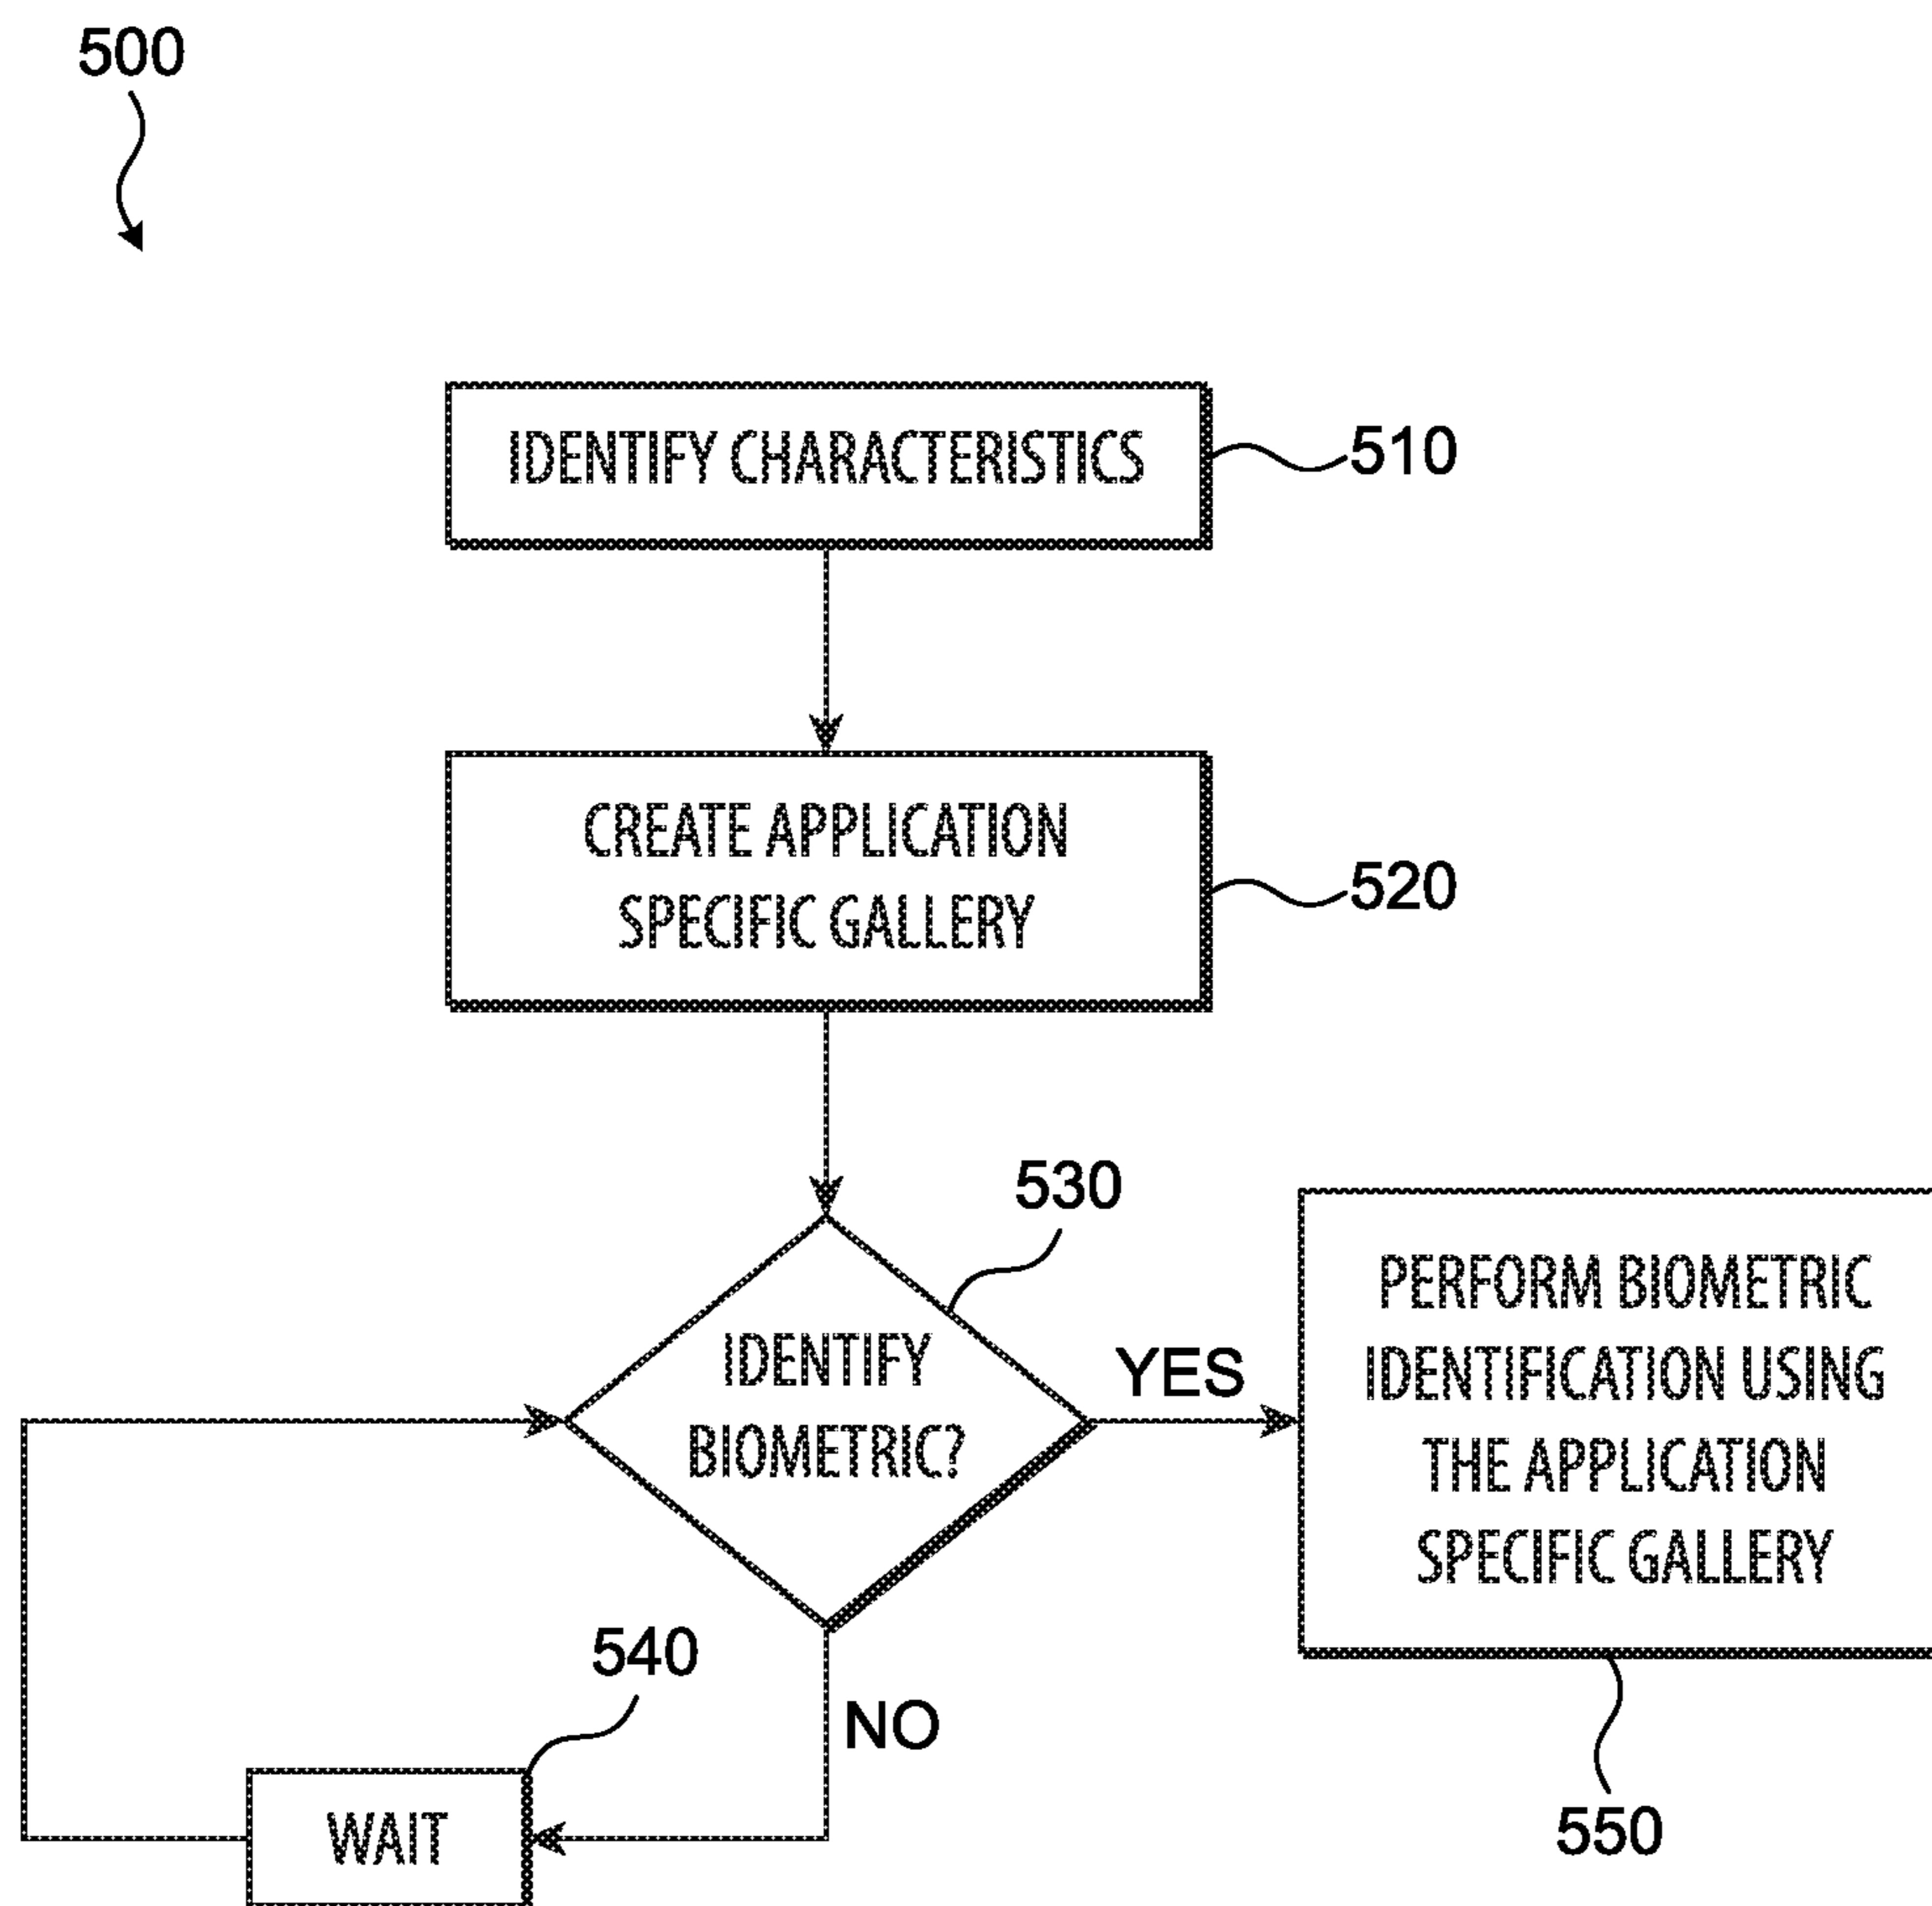 500
IDENTIFY CHARACTERISTICS
510
CREATE APPLICATION
SPECIFIC GALLERY
520
530
IDENTIFY
BIOMETRIC?
YES
PERFORM BIOMETRIC
IDENTIFICATION USING
THE APPLICATION
SPECIFIC GALLERY
540
NO
WAIT
550